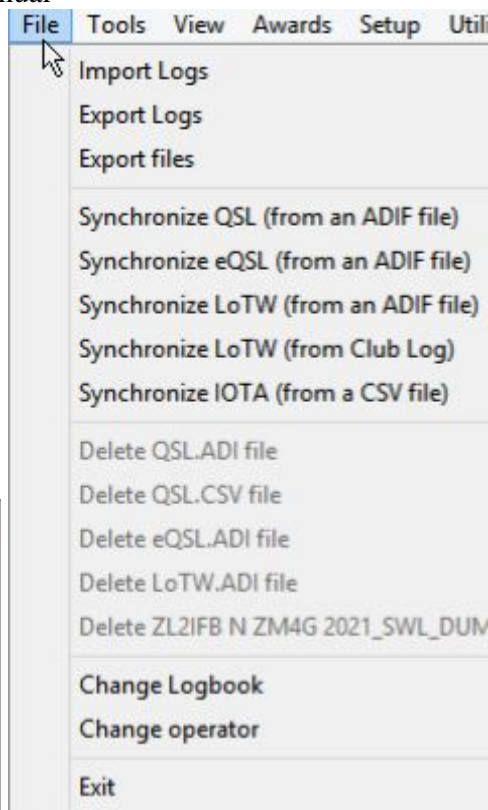 nual
File Tools View Awards Setup Utili
Import Logs
Export Logs
Export files
Synchronize QSL (from an ADIF file)
Synchronize eQSL (from an ADIF file)
Synchronize LoTW (from an ADIF file)
Synchronize LoTW (from Club Log)
Synchronize IOTA (from a CSV file)
Delete QSL.ADI file
Delete QSL.CSV file
Delete eQSL.ADI file
Delete LoTW.ADI file
Delete ZL2IFB N ZM4G 2021_SWL_DUM
Change Logbook
Change operator
Exit